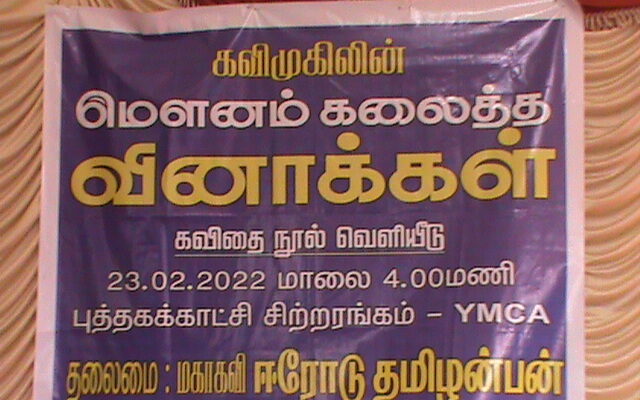 கவிமுகிலின்
மௌனம் கலைத்த
வினாக்கள்
கவிதை நூல் வெளியீடு
23.02.2022 மாலை 4.00மணி
புத்தகக்காட்சி சிற்றரங்கம் – YMCA
தலைமை : மகாகவி ஈரோடு தமிழன்பன்